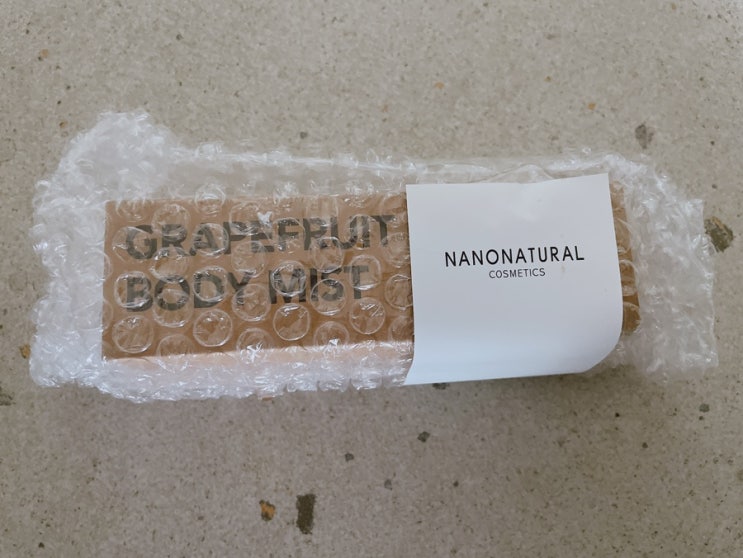 GRAPEFRUIT
BODY MIST
NANONATURAL
COSMETICS